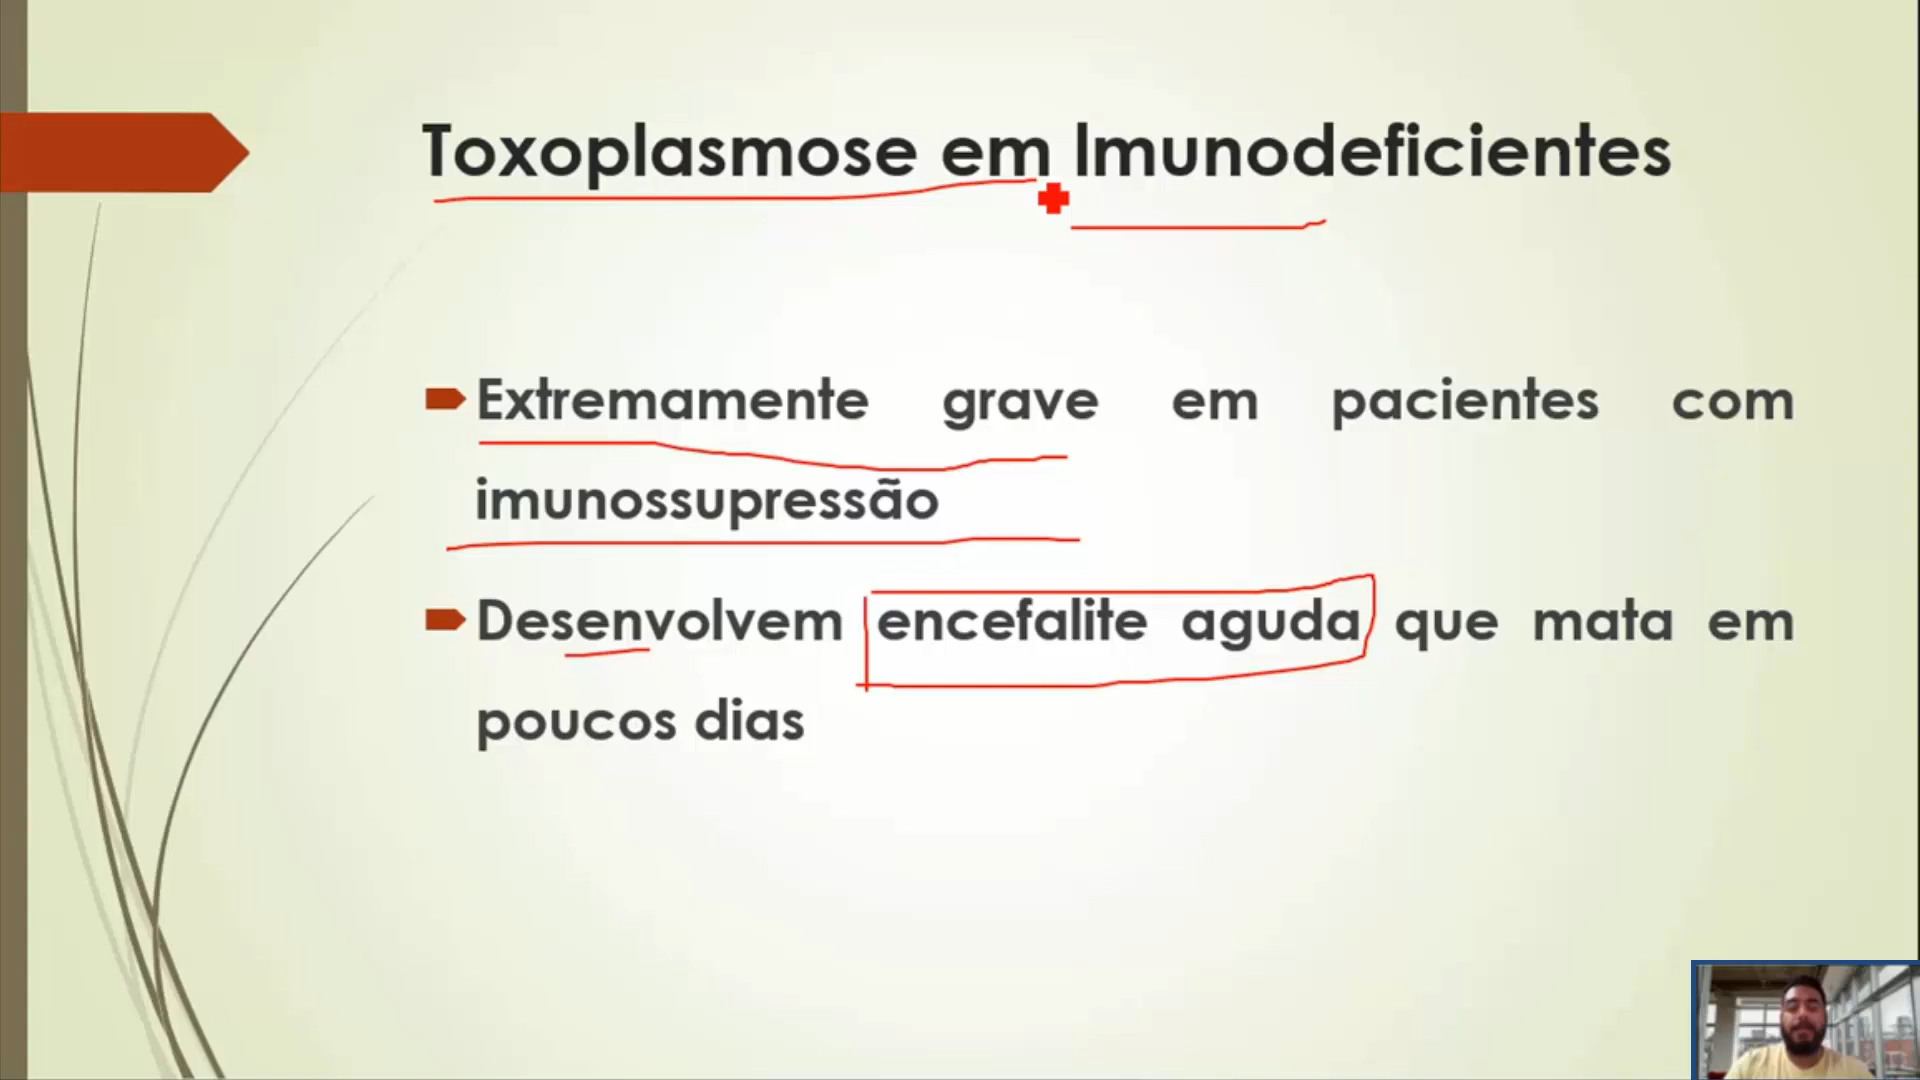 Toxoplasmose em Imunodeficientes
Extremamente grave em pacientes com
imunossupressão
Desenvolvem encefalite aguda que mata em
poucos dias